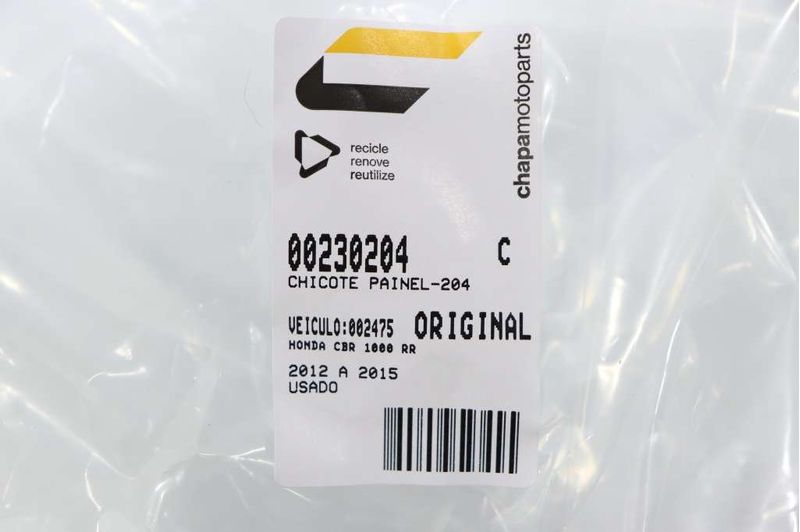 chapamotoparts
recicle
renove
reutilize
00230204 C
CHICOTE PAINEL-204
VEICULO:002475 ORIGINAL
HONDA CBR 1000 RR
2012 A 2015
USADO